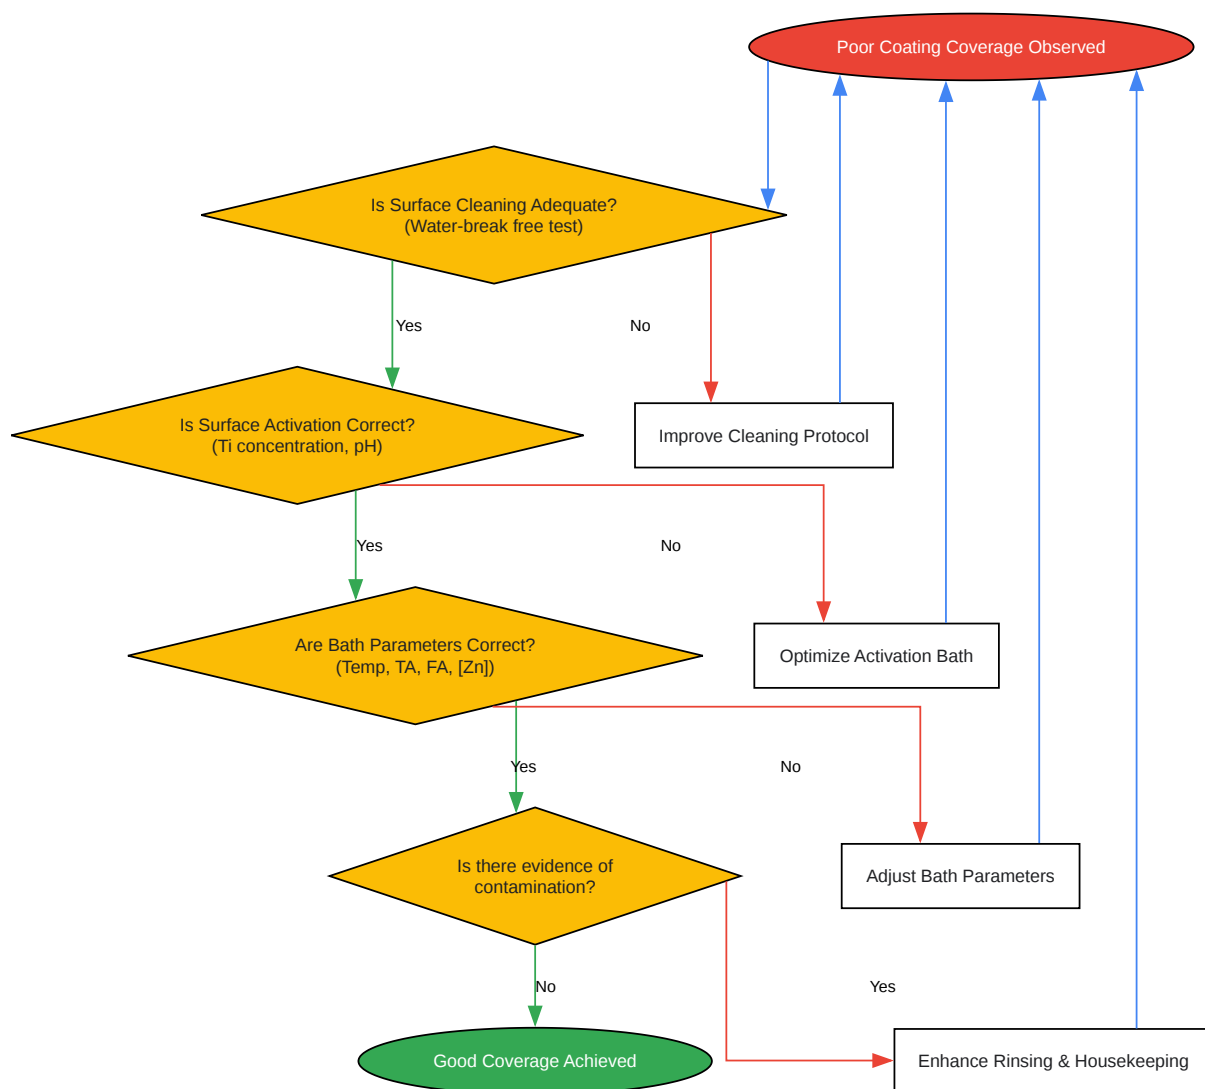 Poor Coating Coverage Observed
Is Surface Cleaning Adequate?
(Water-break free test)
Yes
No
Is Surface Activation Correct?
(Ti concentration, pH)
Improve Cleaning Protocol
Yes
No
Are Bath Parameters Correct?
(Temp, TA, FA, [Zn])
Optimize Activation Bath
Yes
No
Is there evidence of
contamination?
Adjust Bath Parameters
No
Yes
Good Coverage Achieved
Enhance Rinsing & Housekeeping